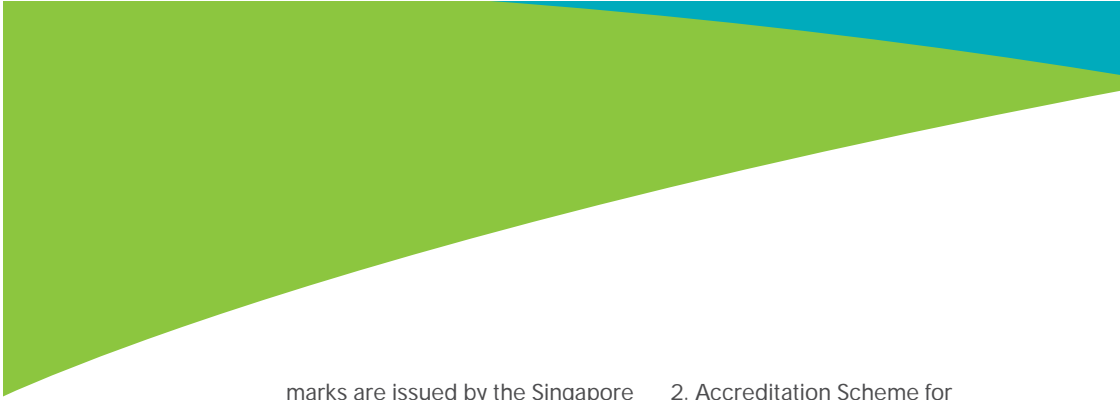 marks are issued by the Singapore
2. Accreditation Scheme for